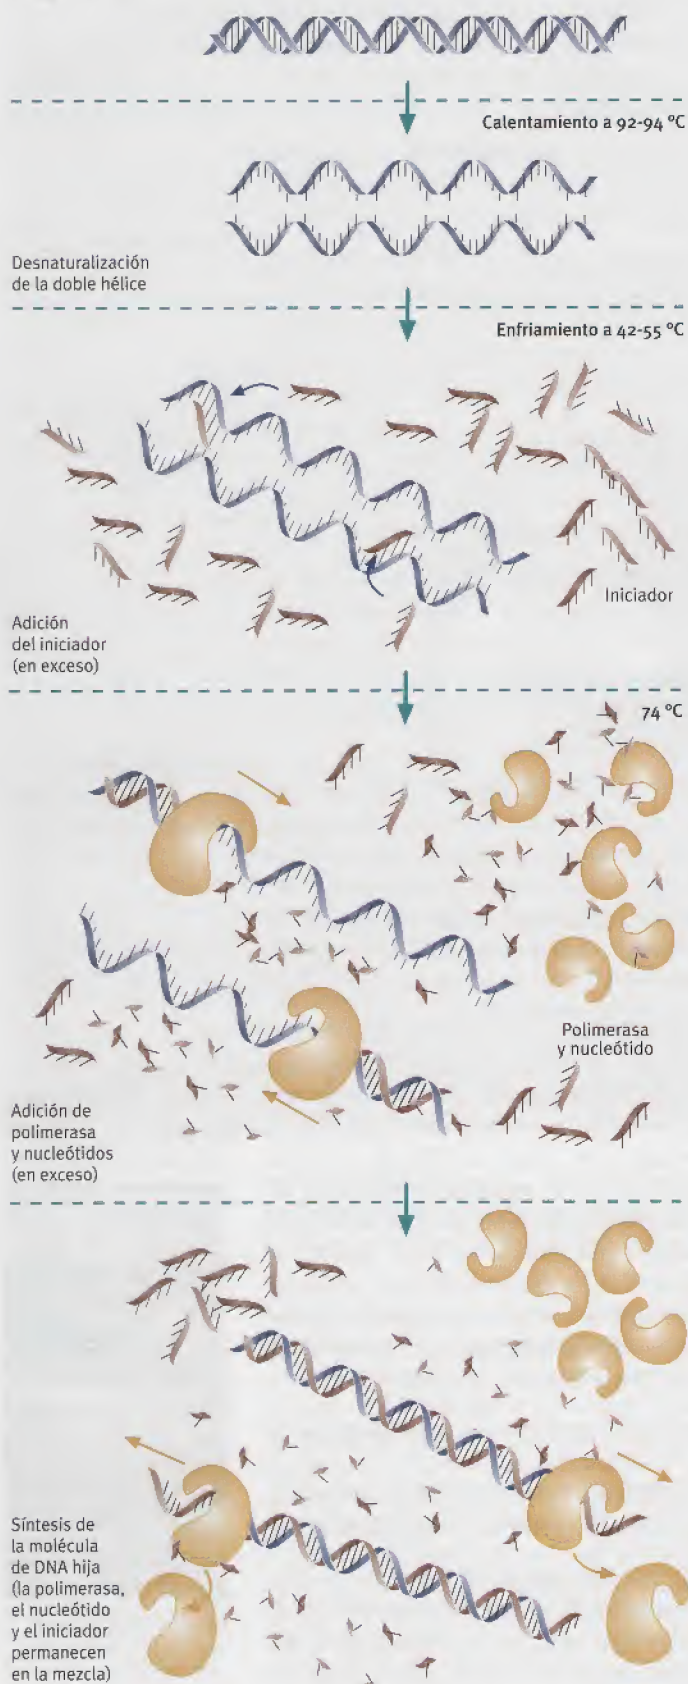 Calentamiento a 92-94 °C
Desnaturalización
de la doble hélice
Enfriamiento a 42-55 °C
Iniciador
Adición
del iniciador
(en exceso)
74 °C
Polimerasa
y nucleótido
Adición de
polimerasa
y nucleótidos
(en exceso)
Síntesis de
la molécula
de DNA hija
(la polimerasa,
el nucleótido
y el iniciador
permanecen
en la mezcla)